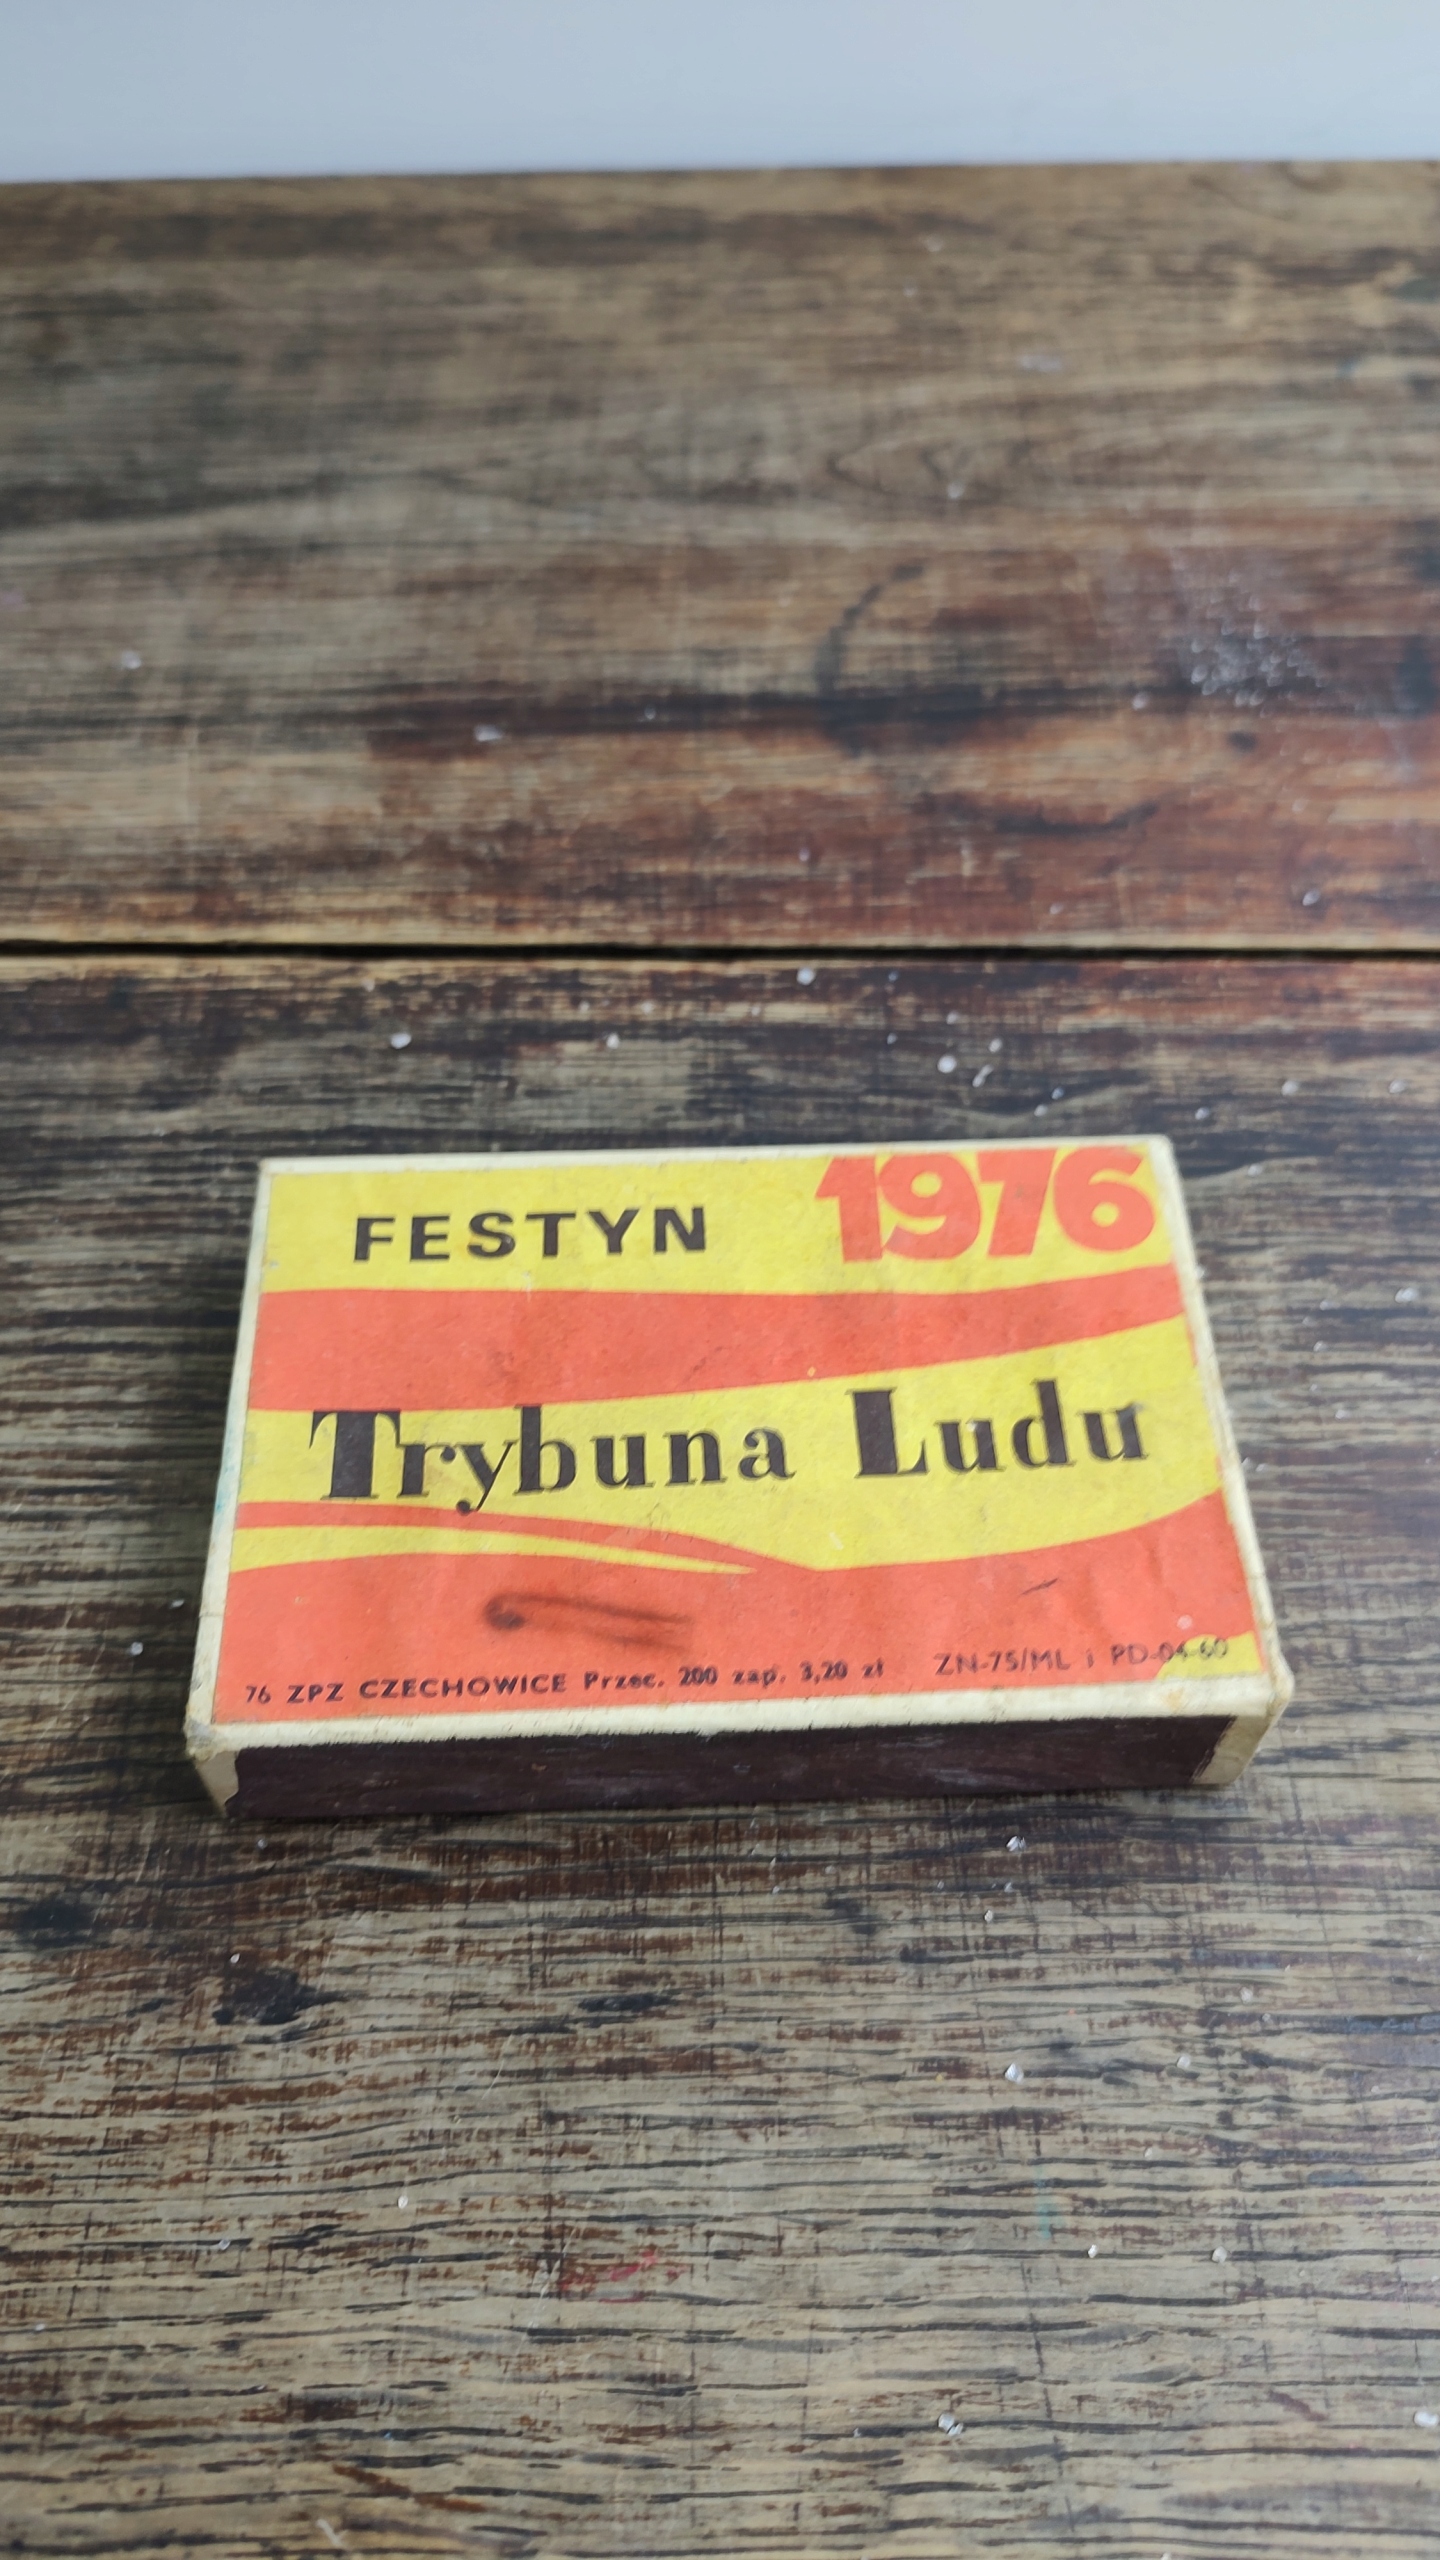 FESTYN 1976
Trybuna Ludu
76 ZPZ CZECHOWICE Przec. 200 zap. 3,20 zł ZN-75/ML i PD-04-60